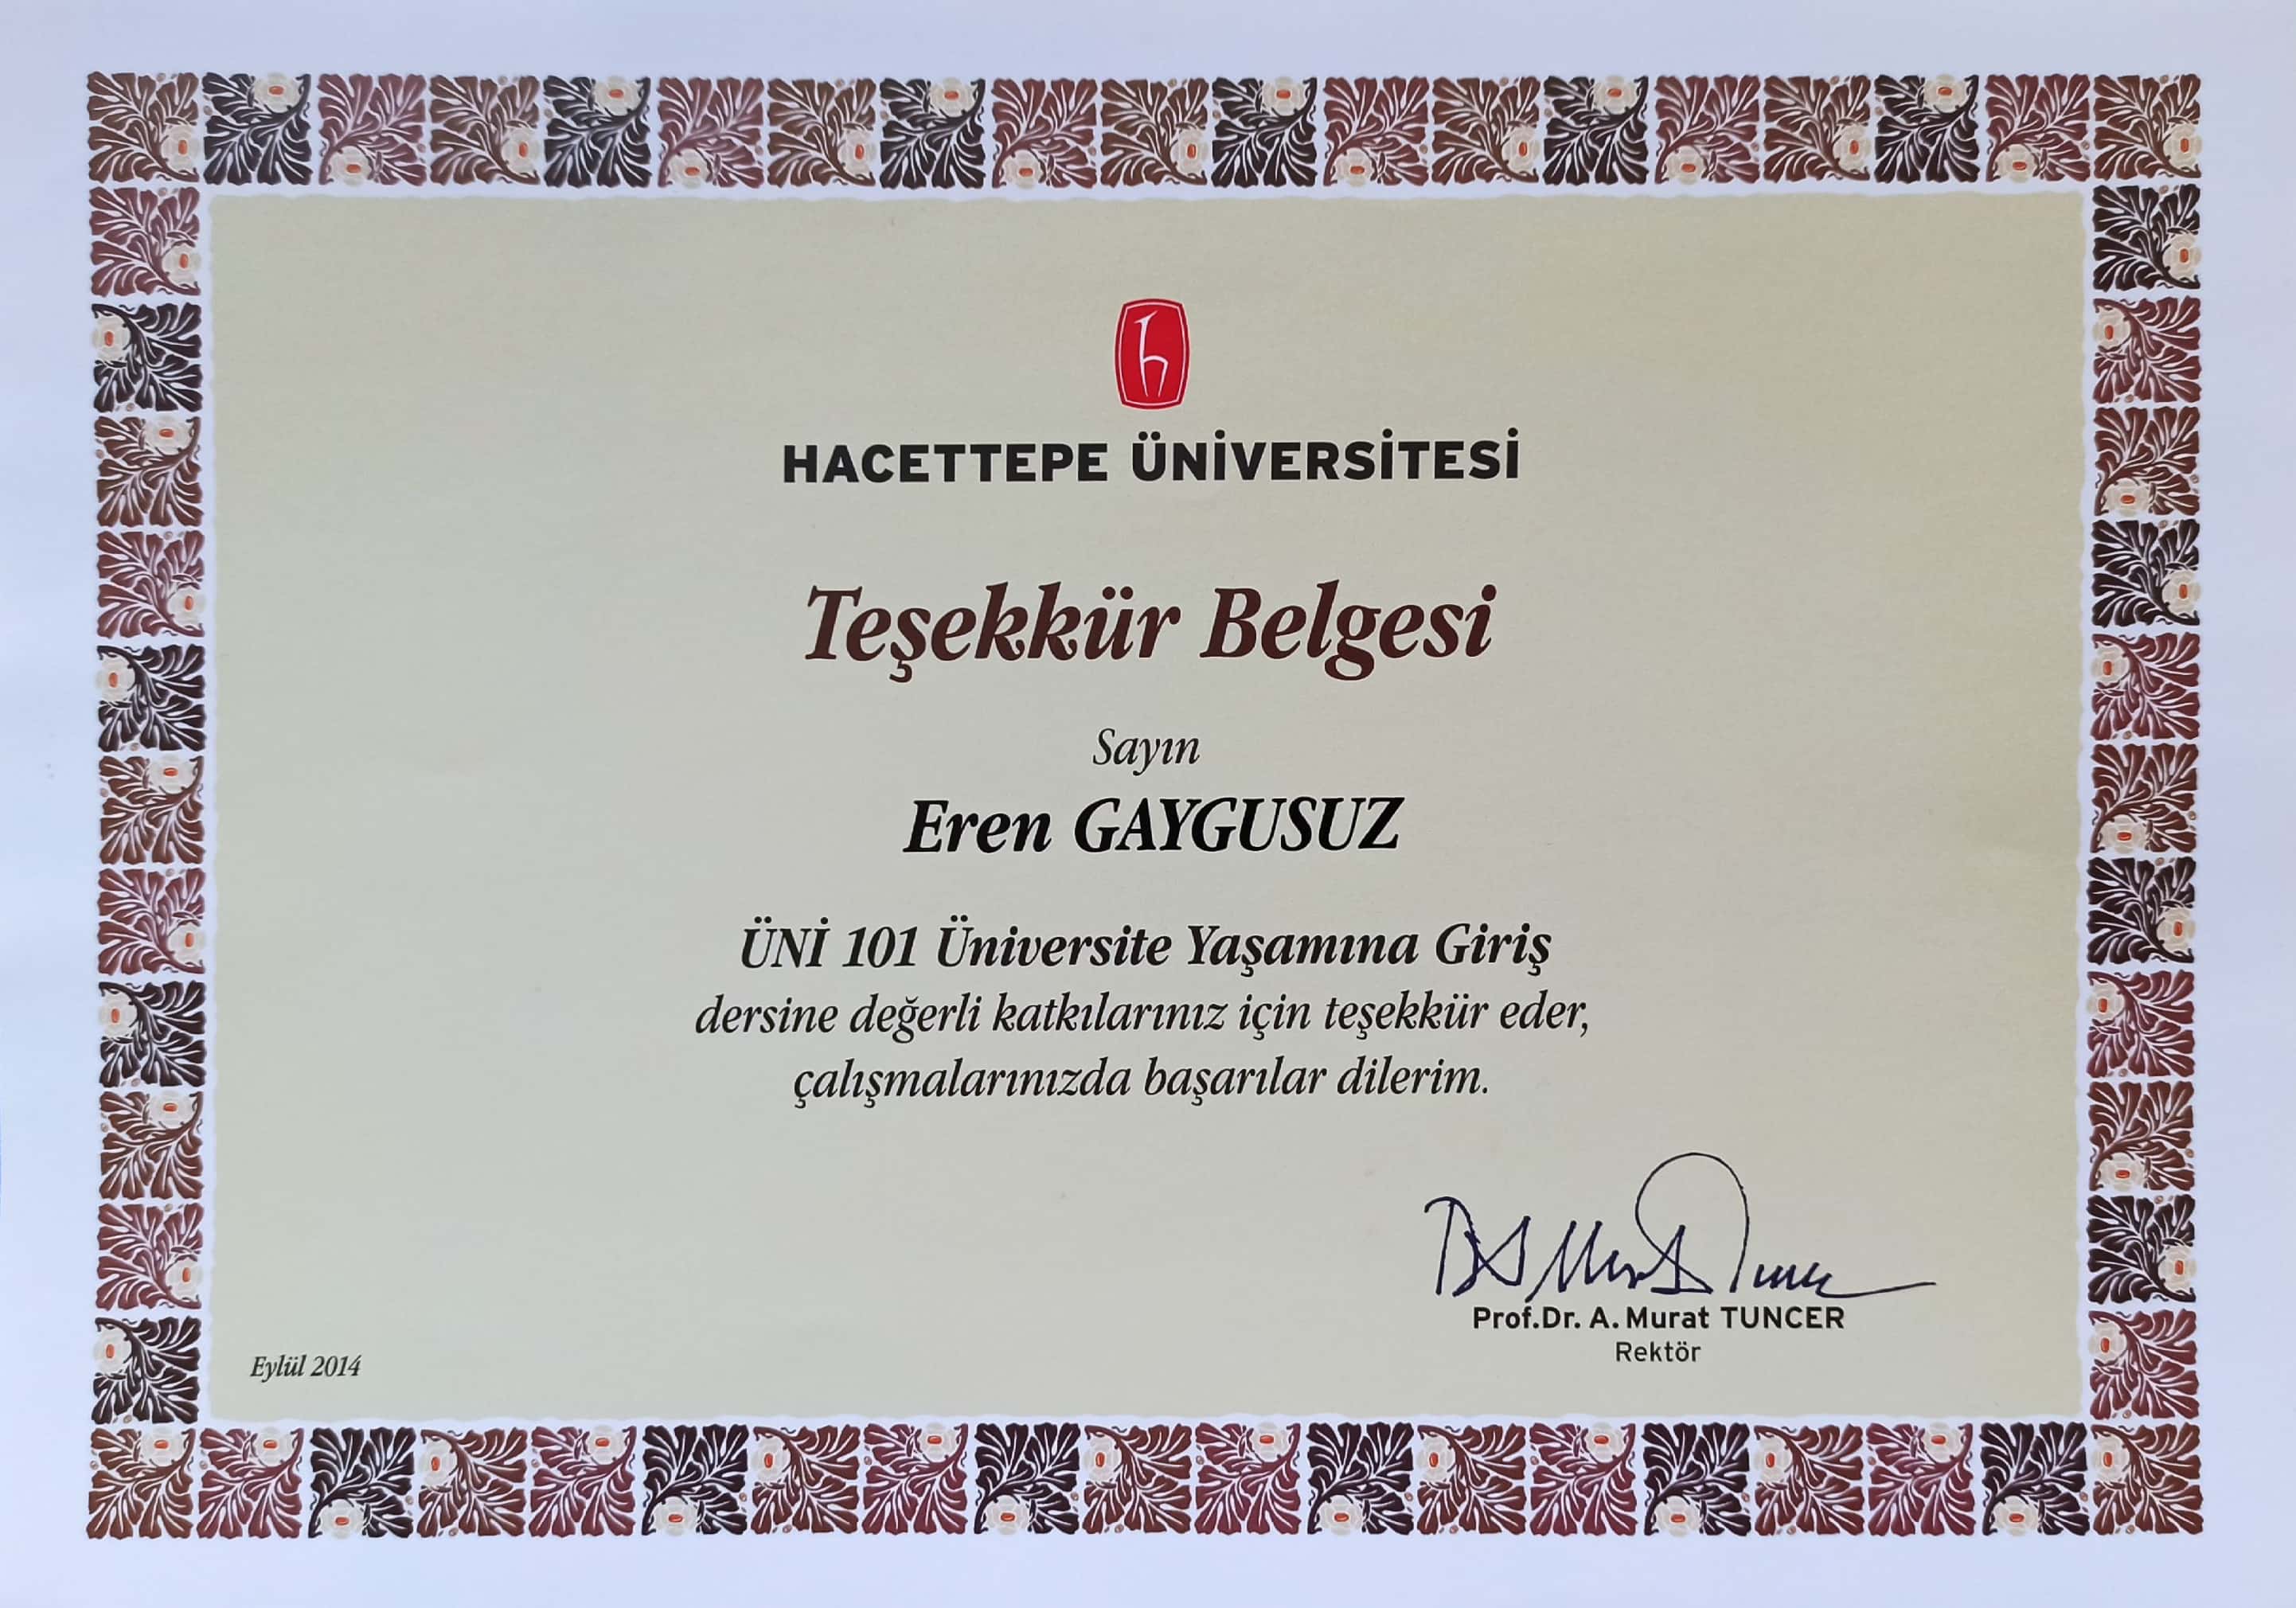 HACETTEPE ÜNİVERSİTESİ
Teşekkür Belgesi
Sayın
Eren GAYGUSUZ
ÜNİ 101 Üniversite Yaşamına Giriş
dersine değerli katkılarınız için teşekkür eder,
çalışmalarınızda başarılar dilerim.
Prof.Dr. A. Murat TUNCER
Rektör
Eylül 2014